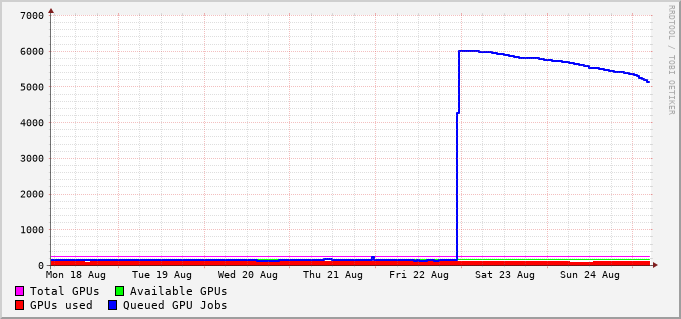 7000
6000
5000
4000
3000
2000
1000
0
Mon 18 Aug Tue 19 Aug Wed 20 Aug Thu 21 Aug Fri 22 Aug Sat 23 Aug Sun 24 Aug
Total GPUs Available GPUs
GPUs used Queued GPU Jobs
RRDTOOL / TOBI OETIKER